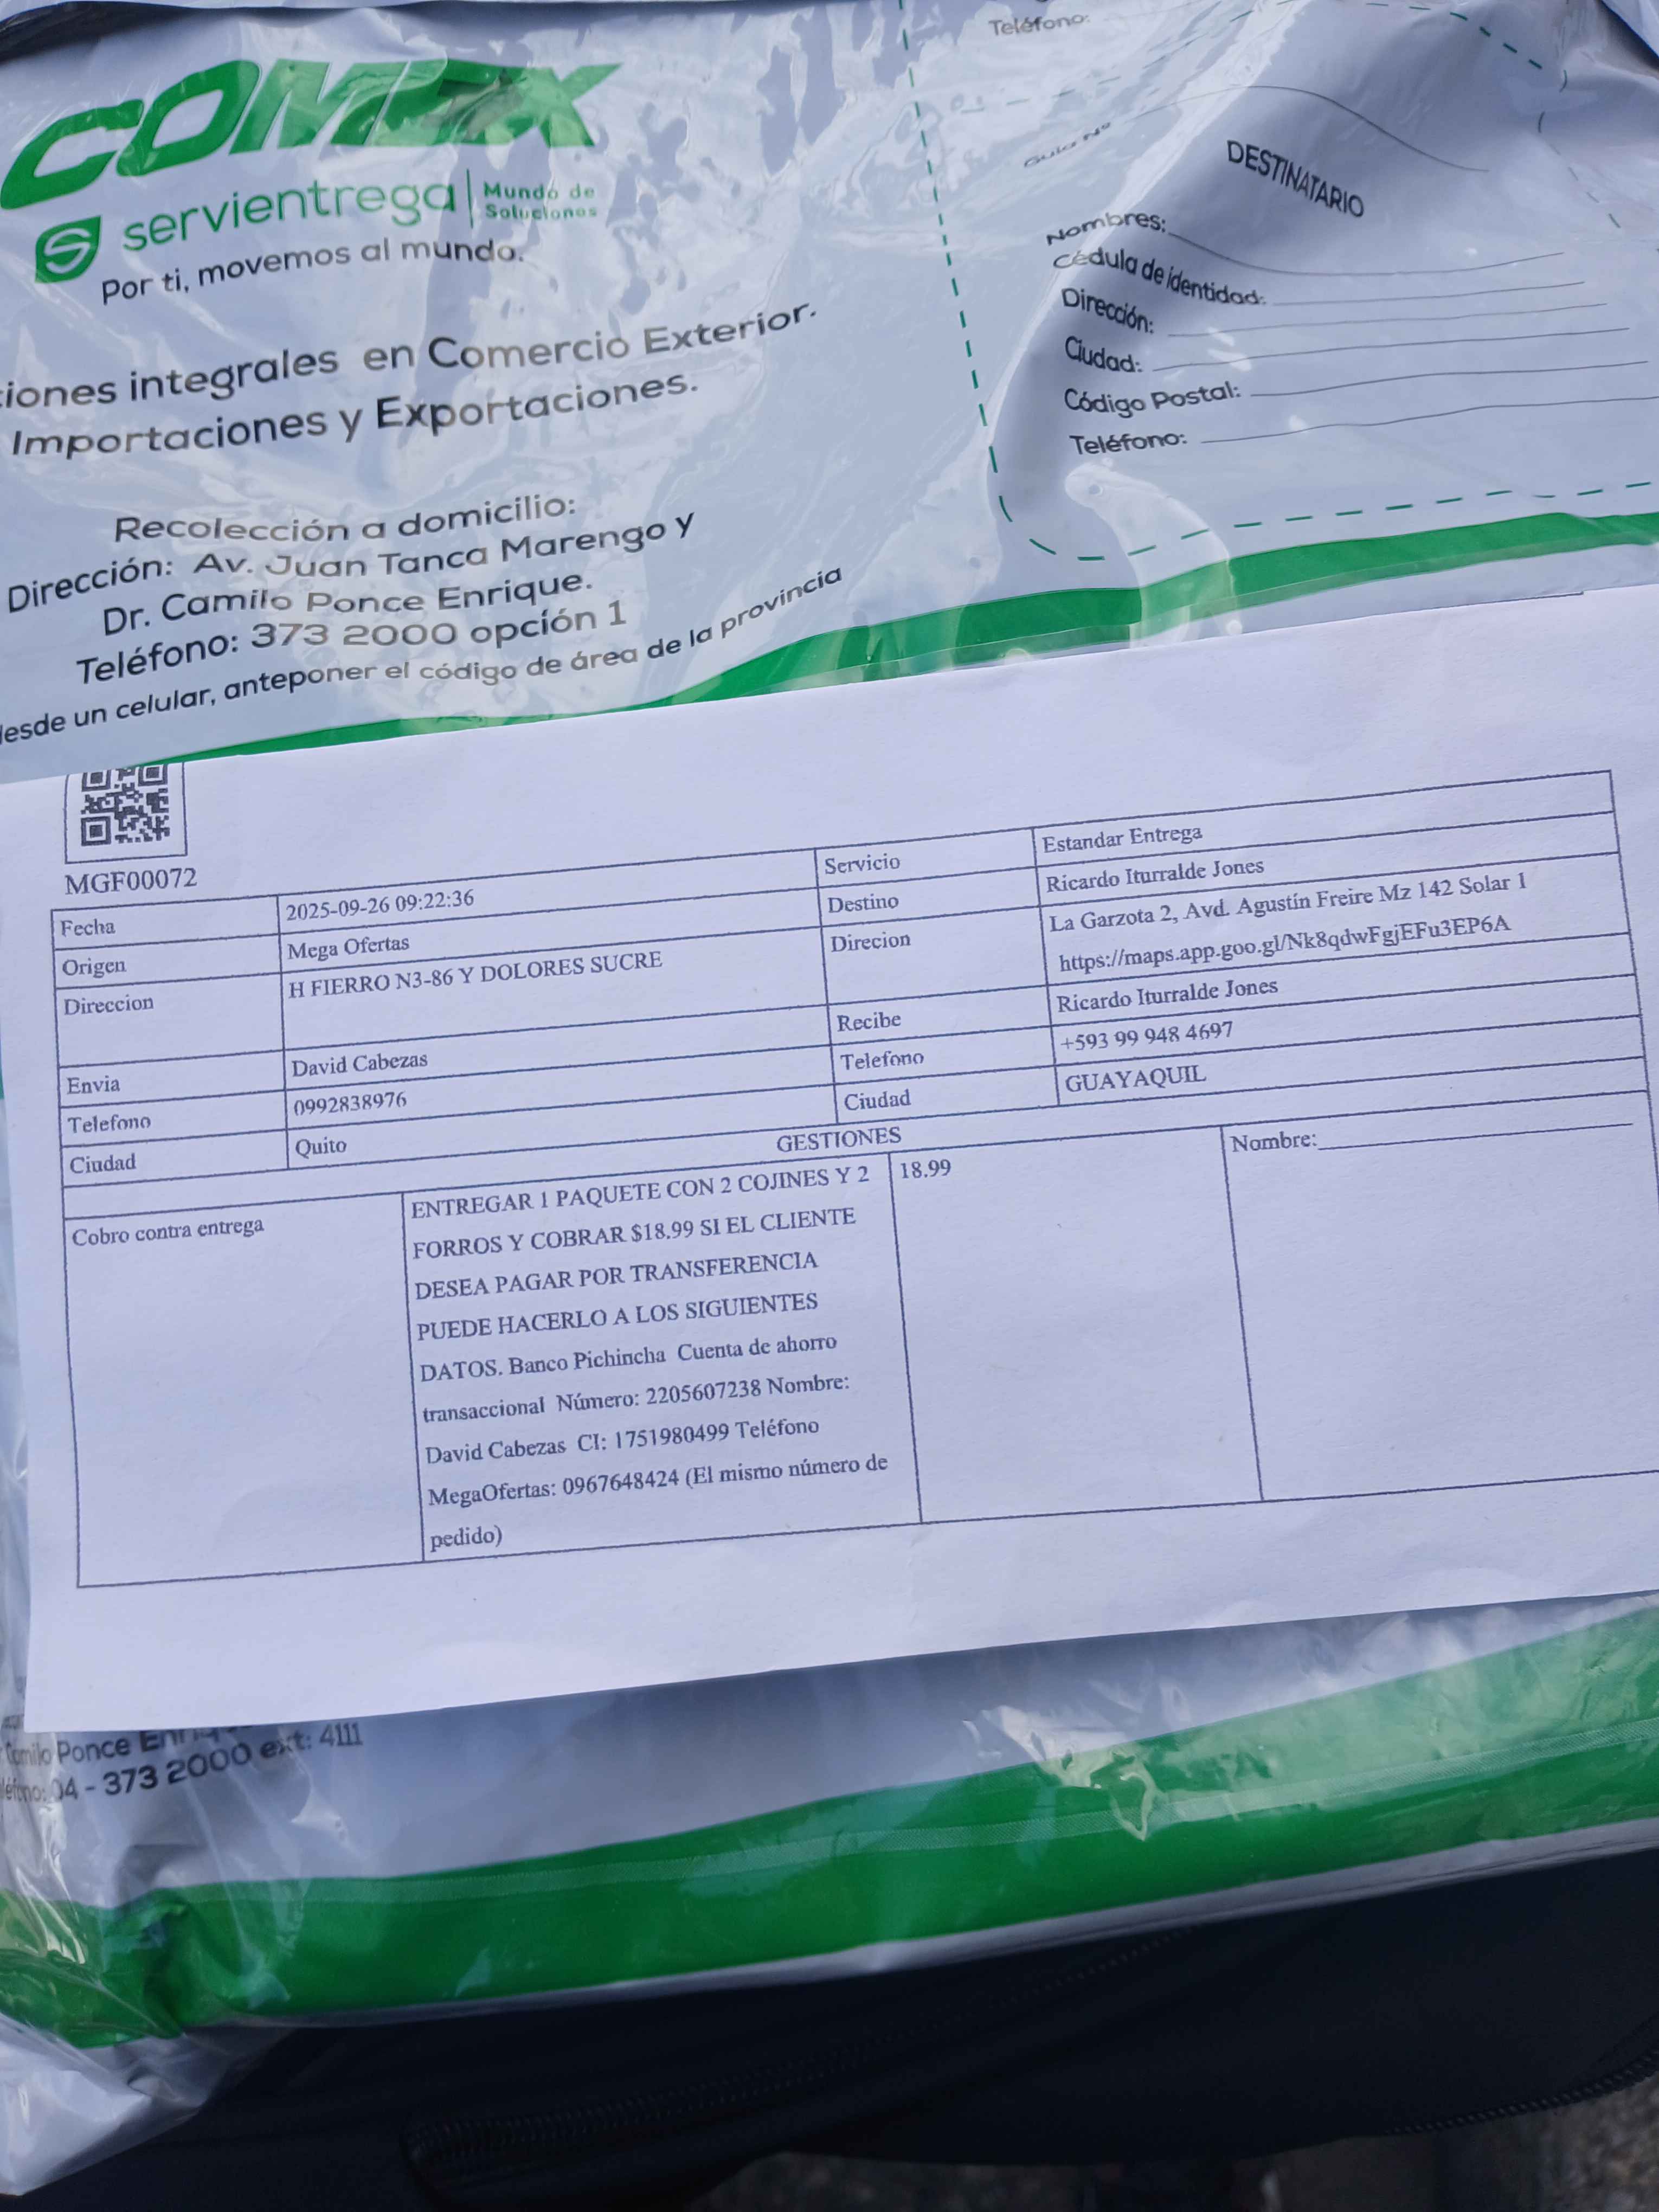 COMEX
servientrega Mundo de Soluciones
Por ti, movemos al mundo.
ciones integrales en Comercio Exterior.
Importaciones y Exportaciones.
Recolección a domicilio:
Dirección: Av. Juan Tanca Marengo y
Dr. Camilo Ponce Enrique.
Teléfono: 373 2000 opción 1
desde un celular, anteponer el código de área de la provincia
Teléfono:
Guía Nº
DESTINATARIO
Nombres:
Cédula de identidad:
Dirección:
Ciudad:
Código Postal:
Teléfono:
MGF00072
Fecha 2025-09-26 09:22:36 Servicio Estandar Entrega
Origen Mega Ofertas Destino Ricardo Iturralde Jones
Direccion H FIERRO N3-86 Y DOLORES SUCRE Direcion La Garzota 2, Avd. Agustín Freire Mz 142 Solar 1
https://maps.app.goo.gl/Nk8qdwFgjEFu3EP6A
Envia David Cabezas Recibe Ricardo Iturralde Jones
Telefono 0992838976 Telefono +593 99 948 4697
Ciudad Quito Ciudad GUAYAQUIL
GESTIONES
Cobro contra entrega
ENTREGAR 1 PAQUETE CON 2 COJINES Y 2
FORROS Y COBRAR $18.99 SI EL CLIENTE
DESEA PAGAR POR TRANSFERENCIA
PUEDE HACERLO A LOS SIGUIENTES
DATOS. Banco Pichincha Cuenta de ahorro
transaccional Número: 2205607238 Nombre:
David Cabezas CI: 1751980499 Teléfono
MegaOfertas: 0967648424 (El mismo número de
pedido)
18.99
Nombre:
Camilo Ponce
léfono: 04 - 373 2000 ext: 4111